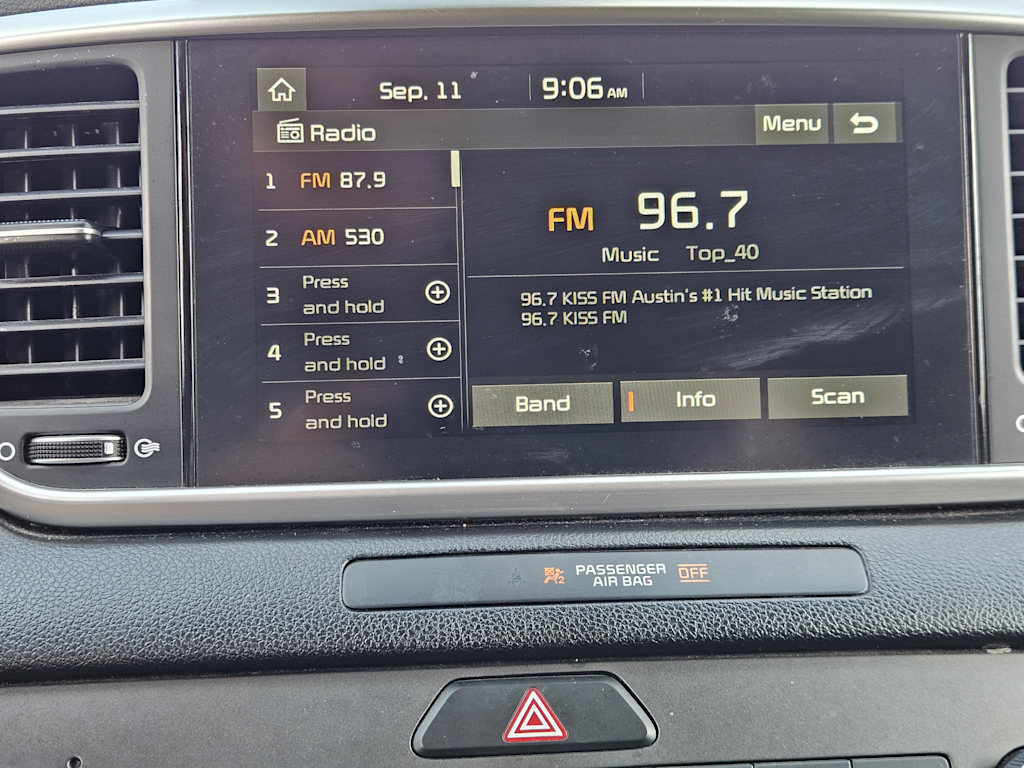 Sep. 11 9:06 AM
Radio Menu
1 FM 87.9
2 AM 530
3 Press and hold
4 Press and hold
5 Press and hold
FM 96.7
Music Top_40
96.7 KISS FM Austin's #1 Hit Music Station
96.7 KISS FM
Band Info Scan
PASSENGER
AIR BAG OFF
2